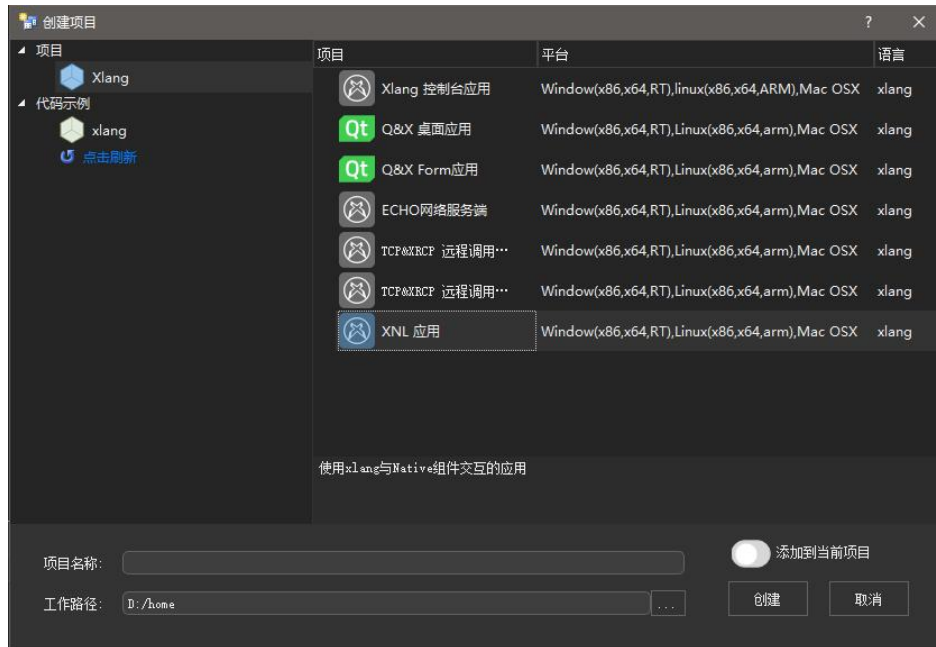 创建项目
项目
Xlang
代码示例
xlang
点击刷新
项目 平台 语言
Xlang 控制台应用 Window(x86,x64,RT),linux(x86,x64,ARM),Mac OSX xlang
Qt Q&X 桌面应用 Window(x86,x64,RT),Linux(x86,x64,arm),Mac OSX xlang
Qt Q&X Form应用 Window(x86,x64,RT),Linux(x86,x64,arm),Mac OSX xlang
ECHO网络服务端 Window(x86,x64,RT),Linux(x86,x64,arm),Mac OSX xlang
TCP&XRCP 远程调用… Window(x86,x64,RT),Linux(x86,x64,arm),Mac OSX xlang
TCP&XRCP 远程调用… Window(x86,x64,RT),Linux(x86,x64,arm),Mac OSX xlang
XNL 应用 Window(x86,x64,RT),Linux(x86,x64,arm),Mac OSX xlang
使用xlang与Native组件交互的应用
项目名称:
添加到当前项目
工作路径: D:/home ...
创建 取消